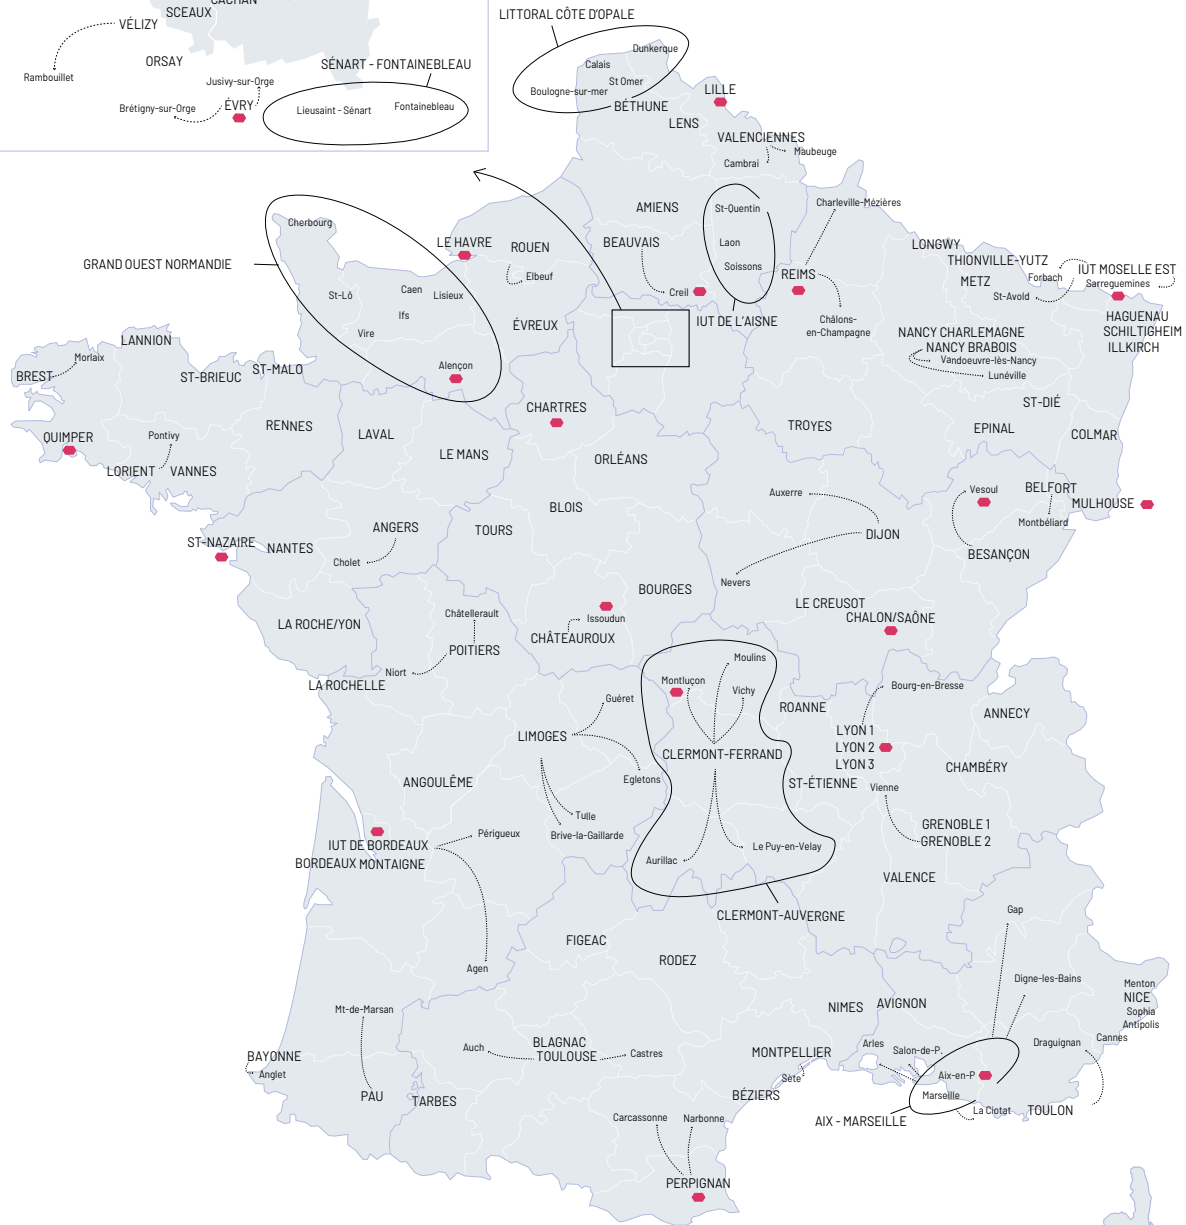 CACHAN
SCEAUX
VÉLIZY
ORSAY
Rambouillet
Jusivy-sur-Orge
SÉNART - FONTAINEBLEAU
Brétigny-sur-Orge
ÉVRY
Lieusaint - Sénart
Fontainebleau
LITTORAL CÔTE D'OPALE
Dunkerque
Calais
St Omer
Boulogne-sur-mer
BÉTHUNE
LILLE
LENS
VALENCIENNES
Maubeuge
Cambrai
AMIENS
St-Quentin
Charleville-Mézières
Cherbourg
LE HAVRE
ROUEN
BEAUVAIS
Laon
LONGWY
GRAND OUEST NORMANDIE
Elbeuf
Soissons
REIMS
THIONVILLE-YUTZ
IUT MOSELLE EST
Forbach
METZ
Sarreguemines
St-Lô
Caen
Lisieux
Creil
St-Avold
Ifs
IUT DE L'AISNE
Châlons-
en-Champagne
HAGUENAU
SCHILTIGHEIM
ILLKIRCH
Vire
ÉVREUX
NANCY CHARLEMAGNE
NANCY BRABOIS
Vandoeuvre-lès-Nancy
Lunéville
LANNION
Morlaix
BREST
ST-BRIEUC
ST-MALO
Alençon
CHARTRES
ST-DIÉ
QUIMPER
Pontivy
RENNES
LAVAL
TROYES
EPINAL
COLMAR
LORIENT
VANNES
LE MANS
ORLÉANS
Auxerre
Vesoul
BELFORT
MULHOUSE
Montbéliard
BLOIS
ANGERS
TOURS
DIJON
ST-NAZAIRE
NANTES
Cholet
BESANÇON
Nevers
BOURGES
LE CREUSOT
CHALON/SAÔNE
Châtellerault
Issoudun
LA ROCHE/YON
CHÂTEAUROUX
POITIERS
Niort
LA ROCHELLE
Moulins
Montluçon
Vichy
Bourg-en-Bresse
Guéret
ROANNE
ANNECY
LIMOGES
LYON 1
LYON 2
LYON 3
CLERMONT-FERRAND
CHAMBÉRY
ANGOULÊME
Egletons
ST-ÉTIENNE
Vienne
Tulle
GRENOBLE 1
GRENOBLE 2
Périgueux
Brive-la-Gaillarde
IUT DE BORDEAUX
BORDEAUX MONTAIGNE
Le Puy-en-Velay
Aurillac
VALENCE
CLERMONT-AUVERGNE
Gap
FIGEAC
RODEZ
Agen
Digne-les-Bains
Menton
NICE
Sophia
Antipolis
Cannes
Mt-de-Marsan
NIMES
AVIGNON
BLAGNAC
TOULOUSE
Auch
Castres
MONTPELLIER
Arles
Salon-de-P.
Draguignan
BAYONNE
Anglet
Sète
Aix-en-P
PAU
TARBES
BÉZIERS
Marseille
La Ciotat
TOULON
AIX - MARSEILLE
Carcassonne
Narbonne
PERPIGNAN